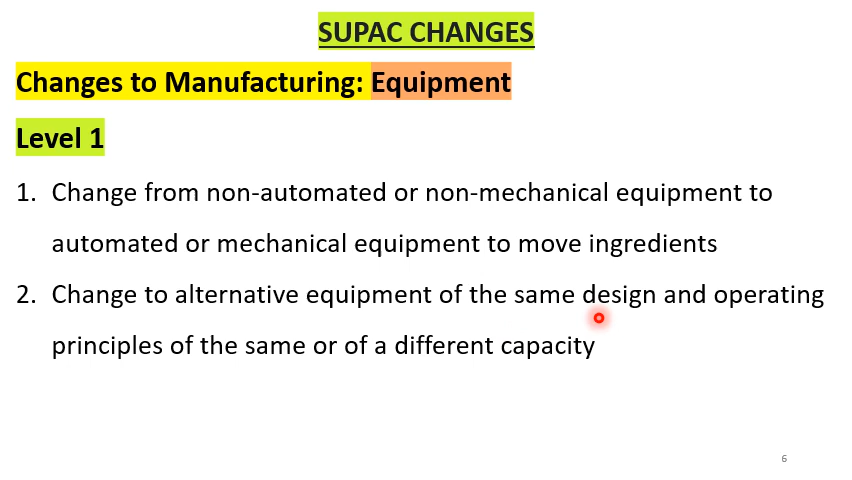 SUPAC CHANGES
Changes to Manufacturing: Equipment
Level 1
1. Change from non-automated or non-mechanical equipment to
automated or mechanical equipment to move ingredients
2. Change to alternative equipment of the same design and operating
principles of the same or of a different capacity
6